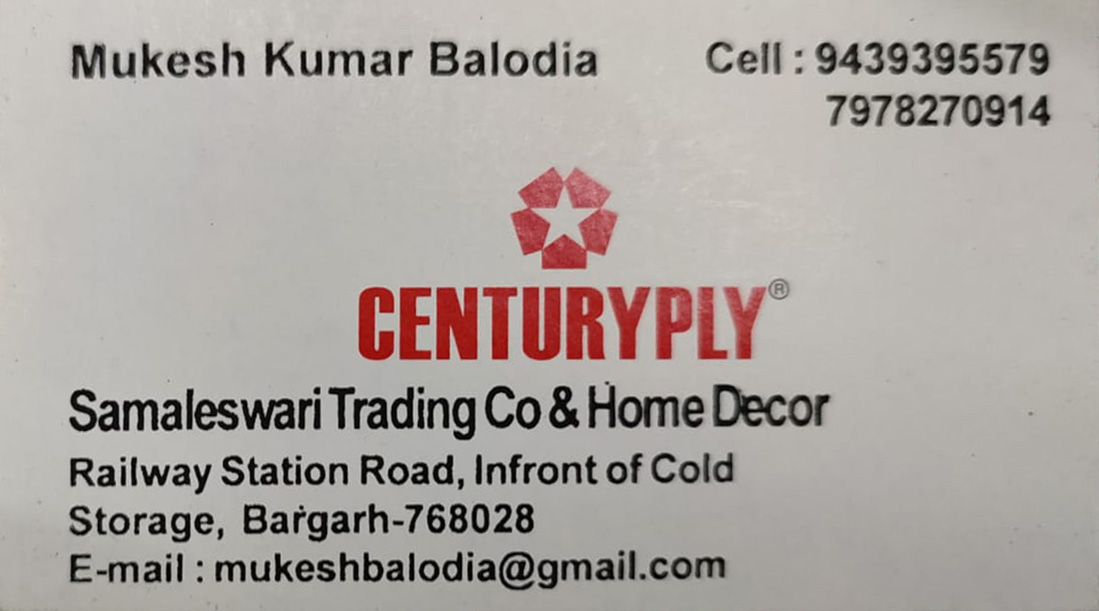 Mukesh Kumar Balodia
Cell : 9439395579
7978270914
CENTURYPLY®
Samaleswari Trading Co & Home Decor
Railway Station Road, Infront of Cold
Storage, Bargarh-768028
E-mail : mukeshbalodia@gmail.com